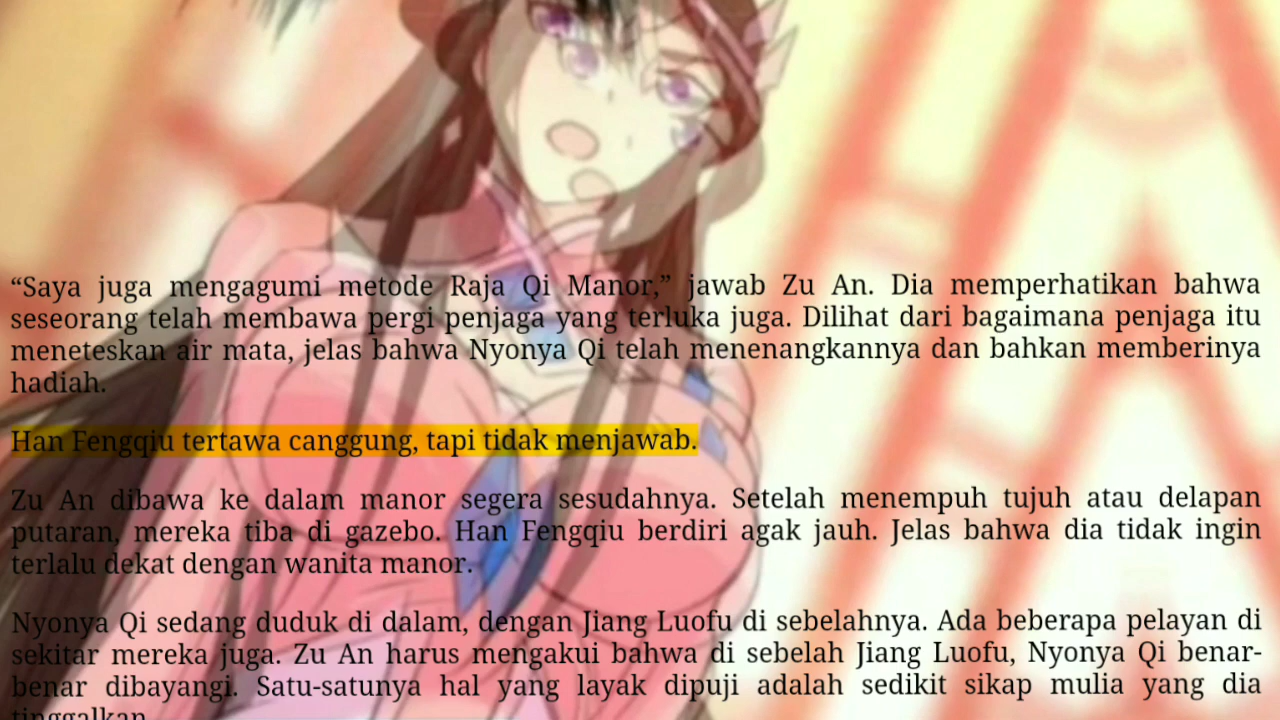 “Saya juga mengagumi metode Raja Qi Manor,” jawab Zu An. Dia memperhatikan bahwa
seseorang telah membawa pergi penjaga yang terluka juga. Dilihat dari bagaimana penjaga itu
meneteskan air mata, jelas bahwa Nyonya Qi telah menenangkannya dan bahkan memberinya
hadiah.
Han Fengqiu tertawa canggung, tapi tidak menjawab.
Zu An dibawa ke dalam manor segera sesudahnya. Setelah menempuh tujuh atau delapan
putaran, mereka tiba di gazebo. Han Fengqiu berdiri agak jauh. Jelas bahwa dia tidak ingin
terlalu dekat dengan wanita manor.
Nyonya Qi sedang duduk di dalam, dengan Jiang Luofu di sebelahnya. Ada beberapa pelayan di
sekitar mereka juga. Zu An harus mengakui bahwa di sebelah Jiang Luofu, Nyonya Qi benar-
benar dibayangi. Satu-satunya hal yang layak dipuji adalah sedikit sikap mulia yang dia
tinggalkan.